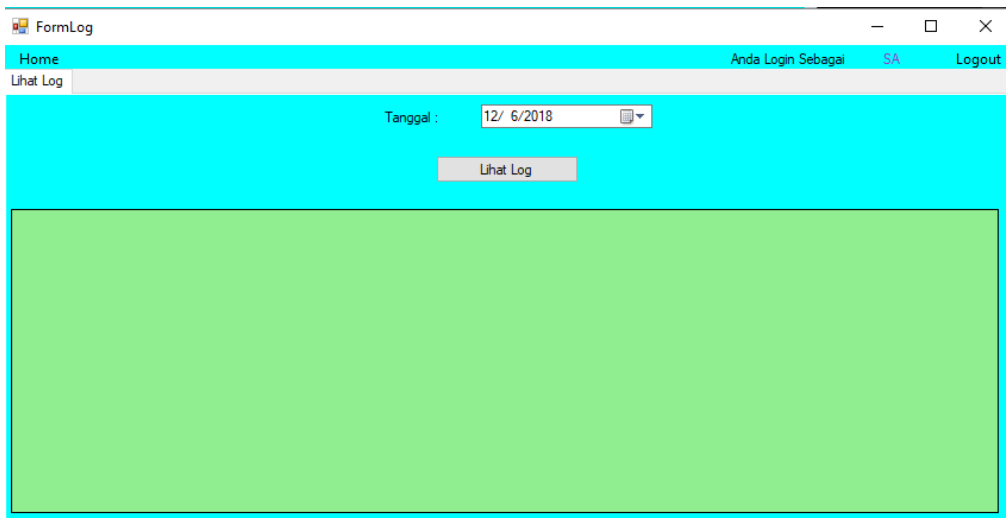 FormLog
Home Anda Login Sebagai SA Logout
Lihat Log
Tanggal : 12/ 6/2018
Lihat Log